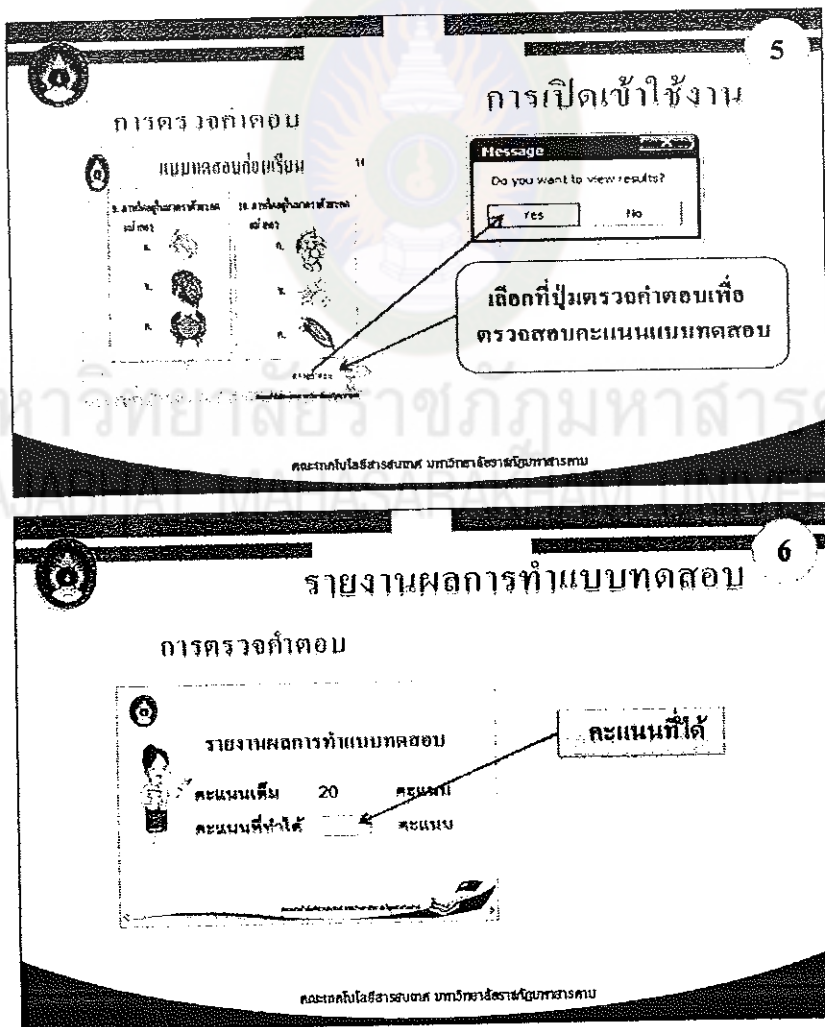 5
การเปิดเข้าใช้งาน
การตรวจคำตอบ
แบบทดสอบก่อนเรียน
Message
Do you want to view results?
Yes No
ก.
ข.
ค.
ก.
ข.
ค.
เลือกที่ปุ่มตรวจคำตอบเพื่อ
ตรวจสอบคะแนนแบบทดสอบ
คณะเทคโนโลยีสารสนเทศ มหาวิทยาลัยราชภัฏมหาสารคาม
หาวิทยาลัยราชภัฏมหาสาร
RAJABHAT MAHASARAKHAM UNIVER
6
รายงานผลการทำแบบทดสอบ
การตรวจคำตอบ
รายงานผลการทำแบบทดสอบ
คะแนนที่ได้
คะแนนเต็ม 20 คะแนน
คะแนนที่ทำได้ คะแนน
คณะเทคโนโลยีสารสนเทศ มหาวิทยาลัยราชภัฏมหาสารคาม